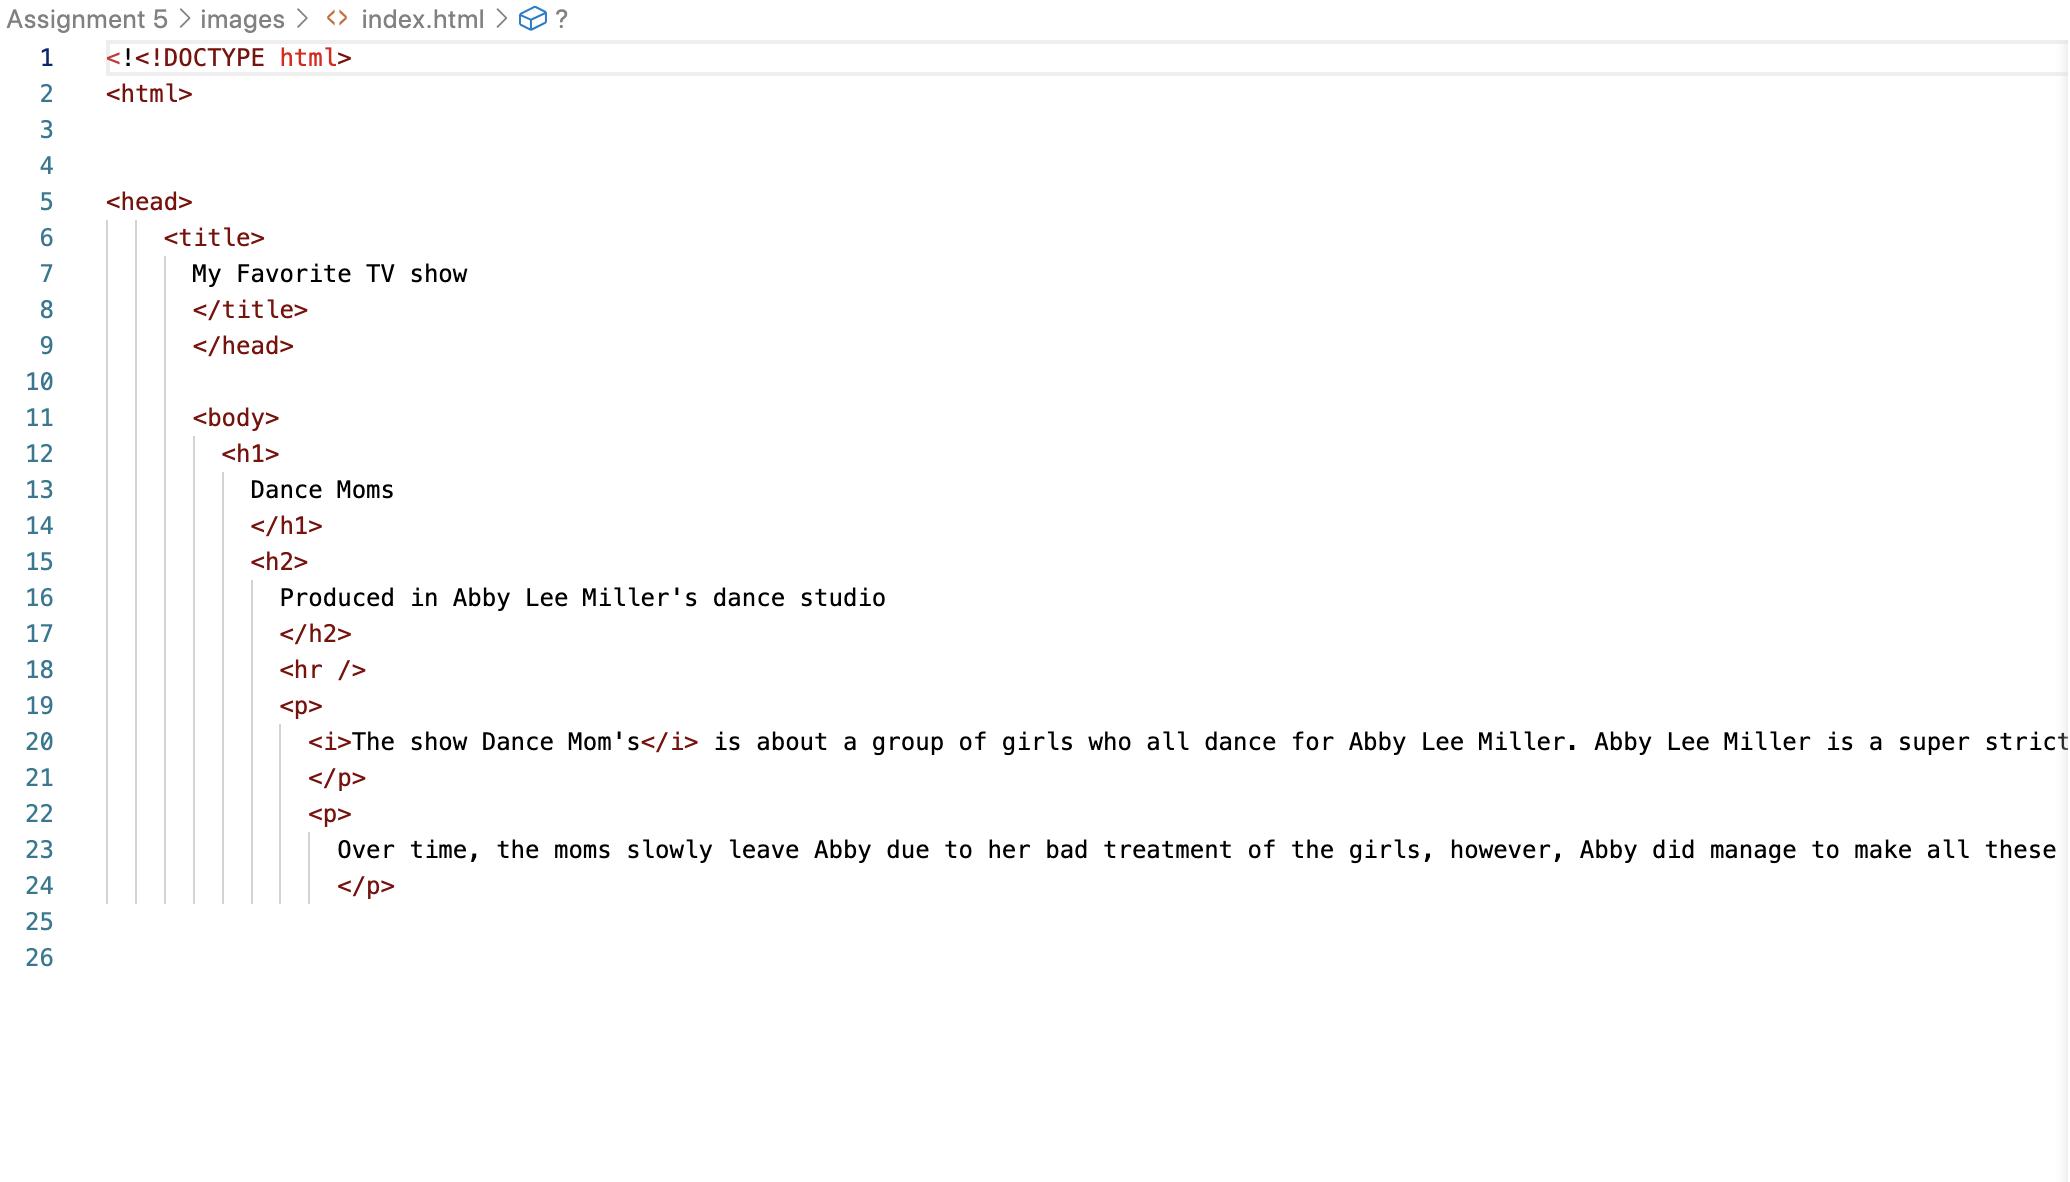 Assignment 5 > images > <> index.html > ?
1 <!<!DOCTYPE html>
2 <html>
3
4
5 <head>
6 <title>
7 My Favorite TV show
8 </title>
9 </head>
10
11 <body>
12 <h1>
13 Dance Moms
14 </h1>
15 <h2>
16 Produced in Abby Lee Miller's dance studio
17 </h2>
18 <hr />
19 <p>
20 <i>The show Dance Mom's</i> is about a group of girls who all dance for Abby Lee Miller. Abby Lee Miller is a super strict
21 </p>
22 <p>
23 Over time, the moms slowly leave Abby due to her bad treatment of the girls, however, Abby did manage to make all these
24 </p>
25
26